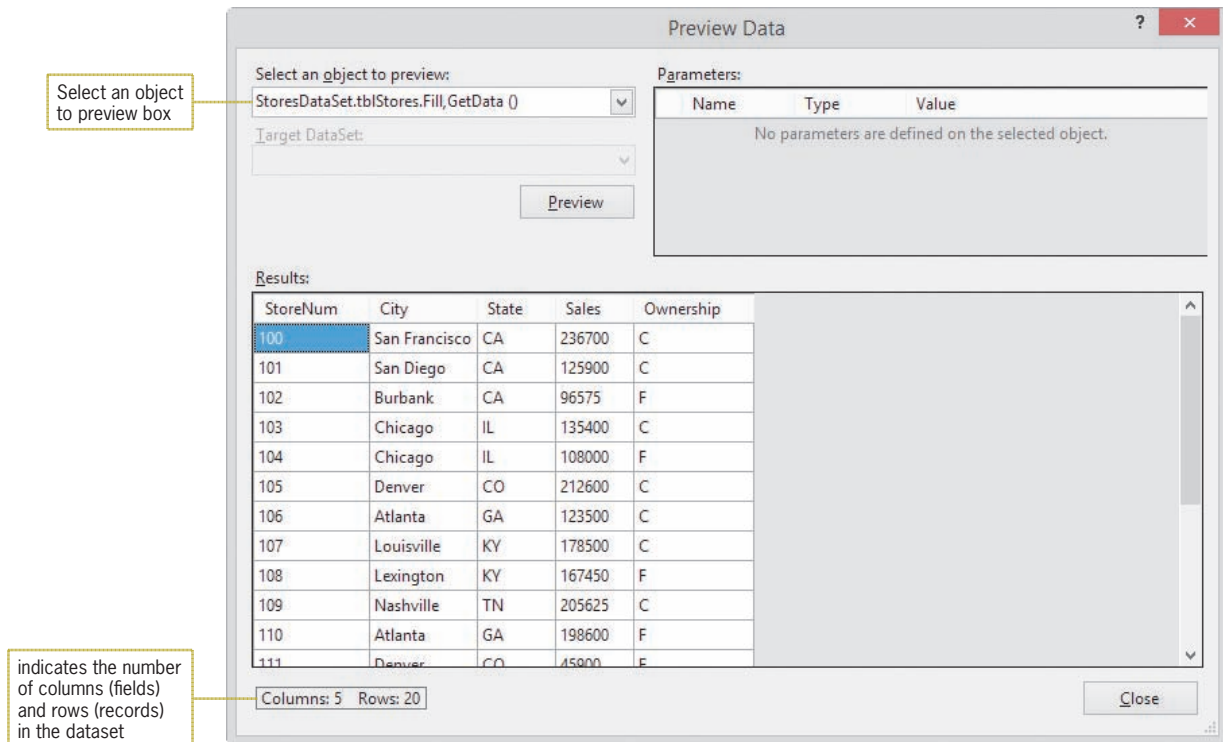 Preview Data
?
Select an object
to preview box
Select an object to preview:
StoresDataSet.tblStores.Fill,GetData ()
Target DataSet:
Preview
Parameters:
Name Type Value
No parameters are defined on the selected object.
Results:
StoreNum City State Sales Ownership
100 San Francisco CA 236700 C
101 San Diego CA 125900 C
102 Burbank CA 96575 F
103 Chicago IL 135400 C
104 Chicago IL 108000 F
105 Denver CO 212600 C
106 Atlanta GA 123500 C
107 Louisville KY 178500 C
108 Lexington KY 167450 F
109 Nashville TN 205625 C
110 Atlanta GA 198600 F
111 Denver CO 45900 F
indicates the number
of columns (fields)
and rows (records)
in the dataset
Columns: 5 Rows: 20
Close